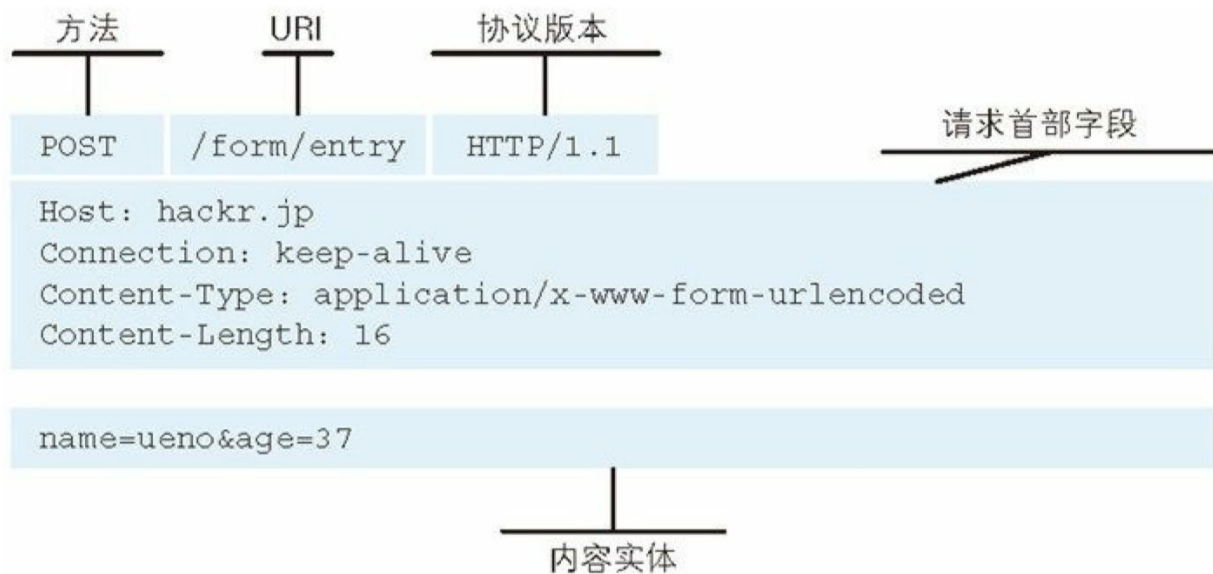 方法 URI 协议版本
请求首部字段
POST /form/entry HTTP/1.1
Host: hackr.jp
Connection: keep-alive
Content-Type: application/x-www-form-urlencoded
Content-Length: 16
name=ueno&age=37
内容实体